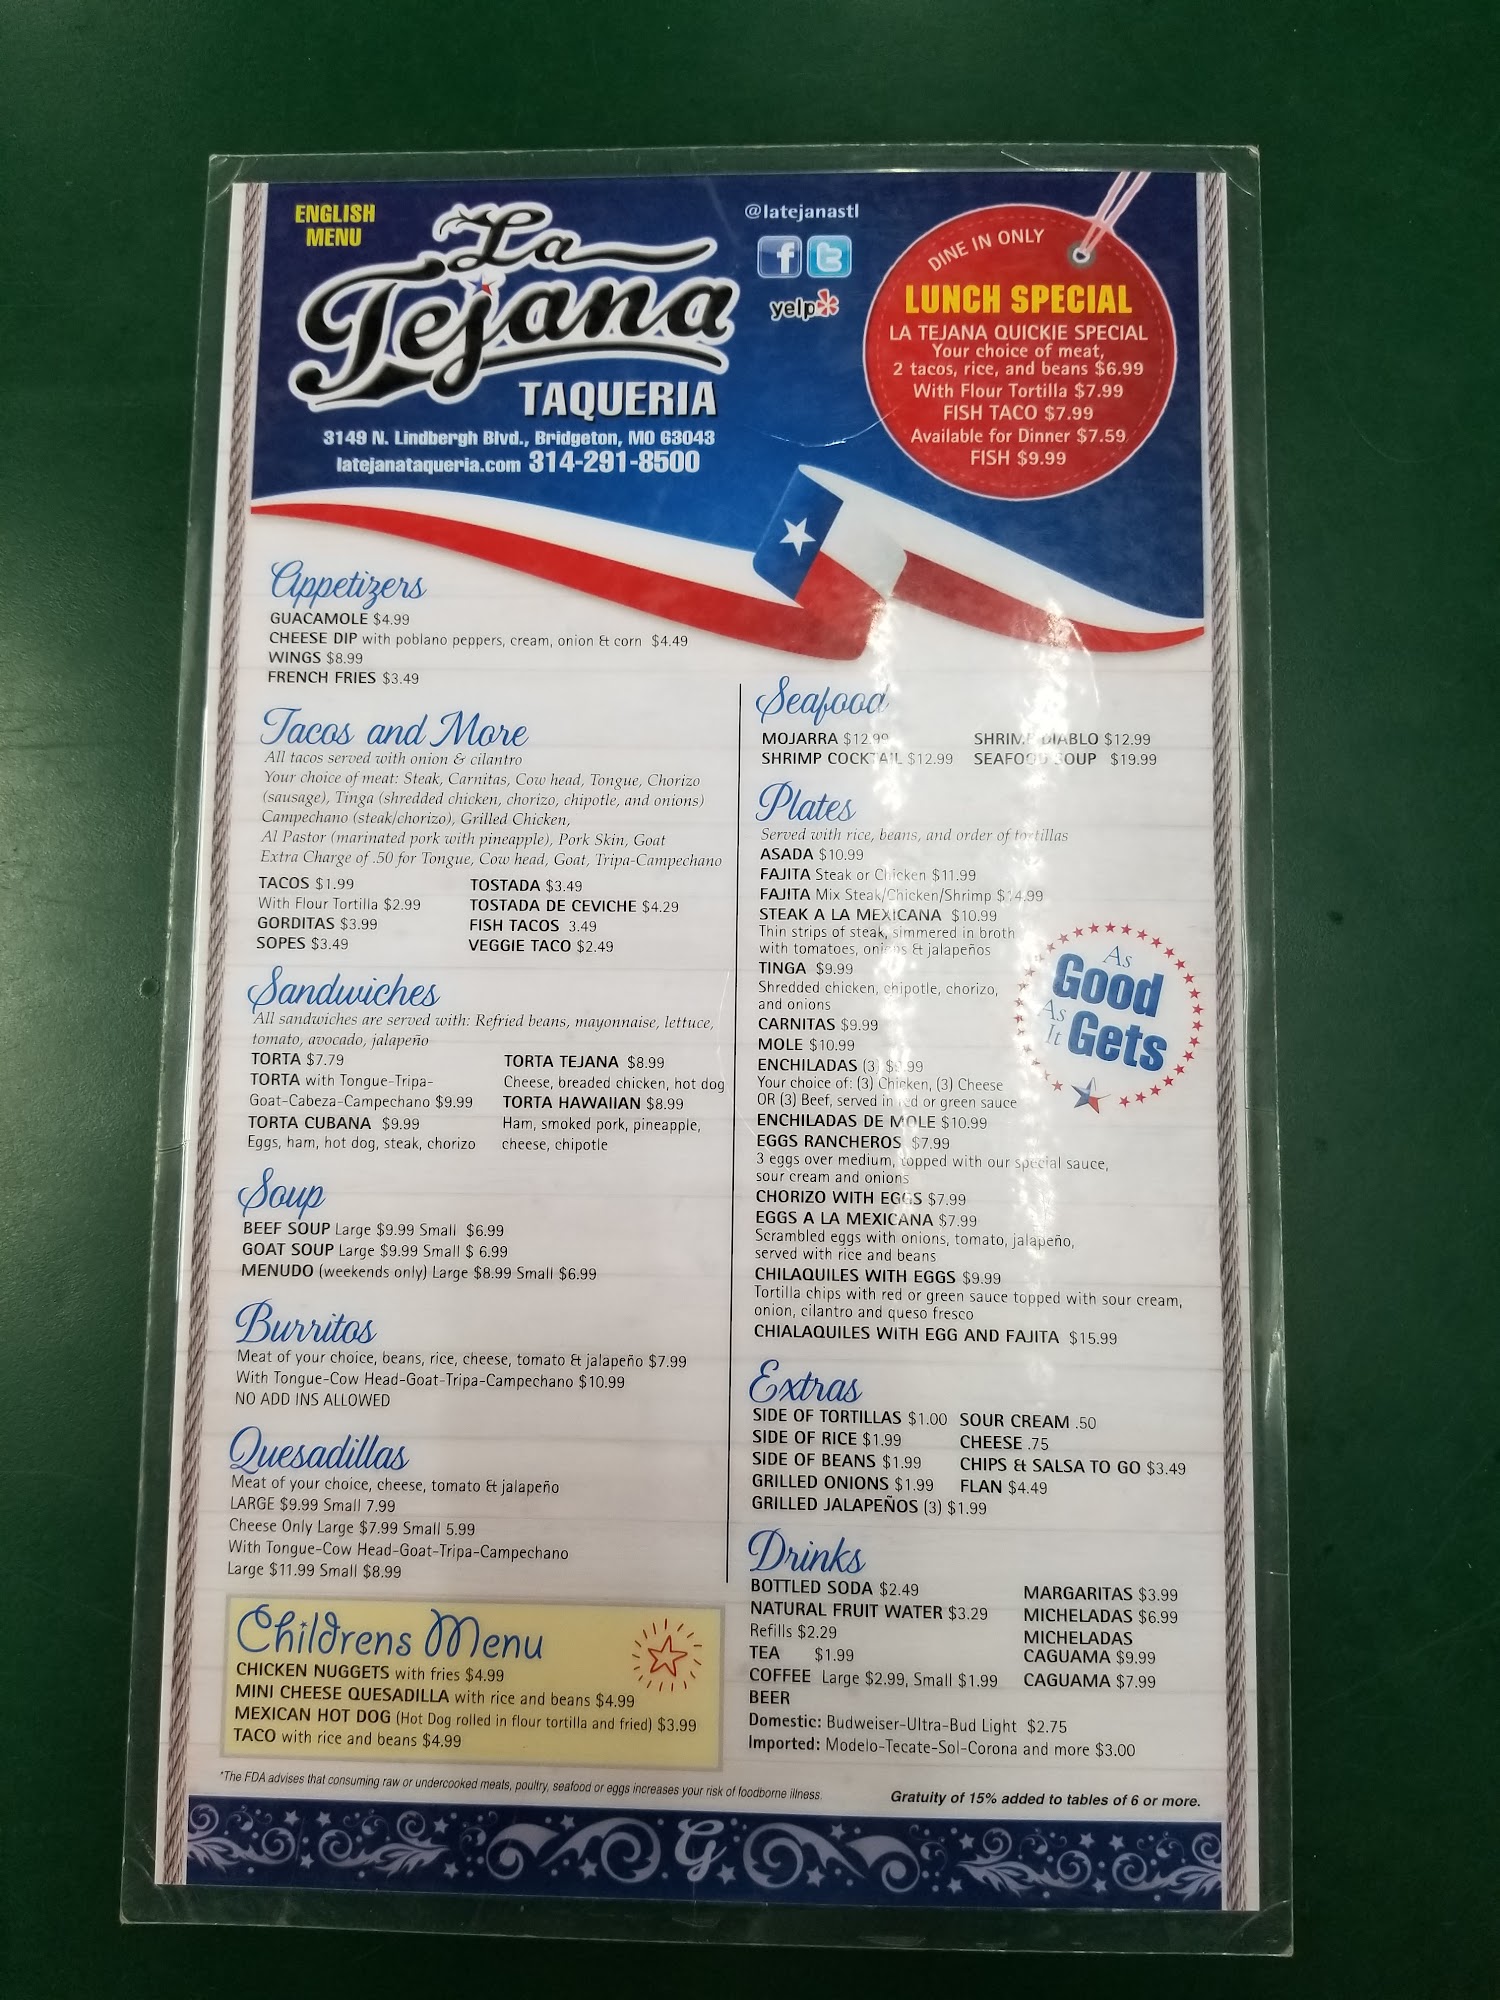 ENGLISH
MENU
La
Tejana
TAQUERIA
3149 N. Lindbergh Blvd., Bridgeton, MO 63043
latejanataqueria.com 314-291-8500
@latejanastl
f t
yelp
DINE IN ONLY
LUNCH SPECIAL
LA TEJANA QUICKIE SPECIAL
Your choice of meat,
2 tacos, rice, and beans $6.99
With Flour Tortilla $7.99
FISH TACO $7.99
Available for Dinner $7.59
FISH $9.99
Appetizers
GUACAMOLE $4.99
CHEESE DIP with poblano peppers, cream, onion & corn $4.49
WINGS $8.99
FRENCH FRIES $3.49
Tacos and More
All tacos served with onion & cilantro
Your choice of meat: Steak, Carnitas, Cow head, Tongue, Chorizo
(sausage), Tinga (shredded chicken, chorizo, chipotle, and onions)
Campechano (steak/chorizo), Grilled Chicken,
Al Pastor (marinated pork with pineapple), Pork Skin, Goat
Extra Charge of .50 for Tongue, Cow head, Goat, Tripa-Campechano
TACOS $1.99
With Flour Tortilla $2.99
GORDITAS $3.99
SOPES $3.49
TOSTADA $3.49
TOSTADA DE CEVICHE $4.29
FISH TACOS 3.49
VEGGIE TACO $2.49
Sandwiches
All sandwiches are served with: Refried beans, mayonnaise, lettuce,
tomato, avocado, jalapeño
TORTA $7.79
TORTA with Tongue-Tripa-
Goat-Cabeza-Campechano $9.99
TORTA CUBANA $9.99
Eggs, ham, hot dog, steak, chorizo
TORTA TEJANA $8.99
Cheese, breaded chicken, hot dog
TORTA HAWAIIAN $8.99
Ham, smoked pork, pineapple,
cheese, chipotle
Soup
BEEF SOUP Large $9.99 Small $6.99
GOAT SOUP Large $9.99 Small $ 6.99
MENUDO (weekends only) Large $8.99 Small $6.99
Burritos
Meat of your choice, beans, rice, cheese, tomato & jalapeño $7.99
With Tongue-Cow Head-Goat-Tripa-Campechano $10.99
NO ADD INS ALLOWED
Quesadillas
Meat of your choice, cheese, tomato & jalapeño
LARGE $9.99 Small 7.99
Cheese Only Large $7.99 Small 5.99
With Tongue-Cow Head-Goat-Tripa-Campechano
Large $11.99 Small $8.99
Childrens Menu
CHICKEN NUGGETS with fries $4.99
MINI CHEESE QUESADILLA with rice and beans $4.99
MEXICAN HOT DOG (Hot Dog rolled in flour tortilla and fried) $3.99
TACO with rice and beans $4.99
Seafood
MOJARRA $12.99
SHRIMP COCKTAIL $12.99
SHRIMP DIABLO $12.99
SEAFOOD SOUP $19.99
Plates
Served with rice, beans, and order of tortillas
ASADA $10.99
FAJITA Steak or Chicken $11.99
FAJITA Mix Steak/Chicken/Shrimp $14.99
STEAK A LA MEXICANA $10.99
Thin strips of steak, simmered in broth
with tomatoes, onions & jalapeños
TINGA $9.99
Shredded chicken, chipotle, chorizo,
and onions
CARNITAS $9.99
MOLE $10.99
ENCHILADAS (3) $9.99
Your choice of: (3) Chicken, (3) Cheese
OR (3) Beef, served in red or green sauce
ENCHILADAS DE MOLE $10.99
EGGS RANCHEROS $7.99
3 eggs over medium, topped with our special sauce,
sour cream and onions
CHORIZO WITH EGGS $7.99
EGGS A LA MEXICANA $7.99
Scrambled eggs with onions, tomato, jalapeño,
served with rice and beans
CHILAQUILES WITH EGGS $9.99
Tortilla chips with red or green sauce topped with sour cream,
onion, cilantro and queso fresco
CHIALAQUILES WITH EGG AND FAJITA $15.99
As
Good
As It
Gets
Extras
SIDE OF TORTILLAS $1.00
SIDE OF RICE $1.99
SIDE OF BEANS $1.99
GRILLED ONIONS $1.99
GRILLED JALAPEÑOS (3) $1.99
SOUR CREAM .50
CHEESE .75
CHIPS & SALSA TO GO $3.49
FLAN $4.49
Drinks
BOTTLED SODA $2.49
NATURAL FRUIT WATER $3.29
Refills $2.29
TEA $1.99
COFFEE Large $2.99, Small $1.99
BEER
Domestic: Budweiser-Ultra-Bud Light $2.75
Imported: Modelo-Tecate-Sol-Corona and more $3.00
MARGARITAS $3.99
MICHELADAS $6.99
MICHELADAS
CAGUAMA $9.99
CAGUAMA $7.99
*The FDA advises that consuming raw or undercooked meats, poultry, seafood or eggs increases your risk of foodborne illness.
Gratuity of 15% added to tables of 6 or more.
G